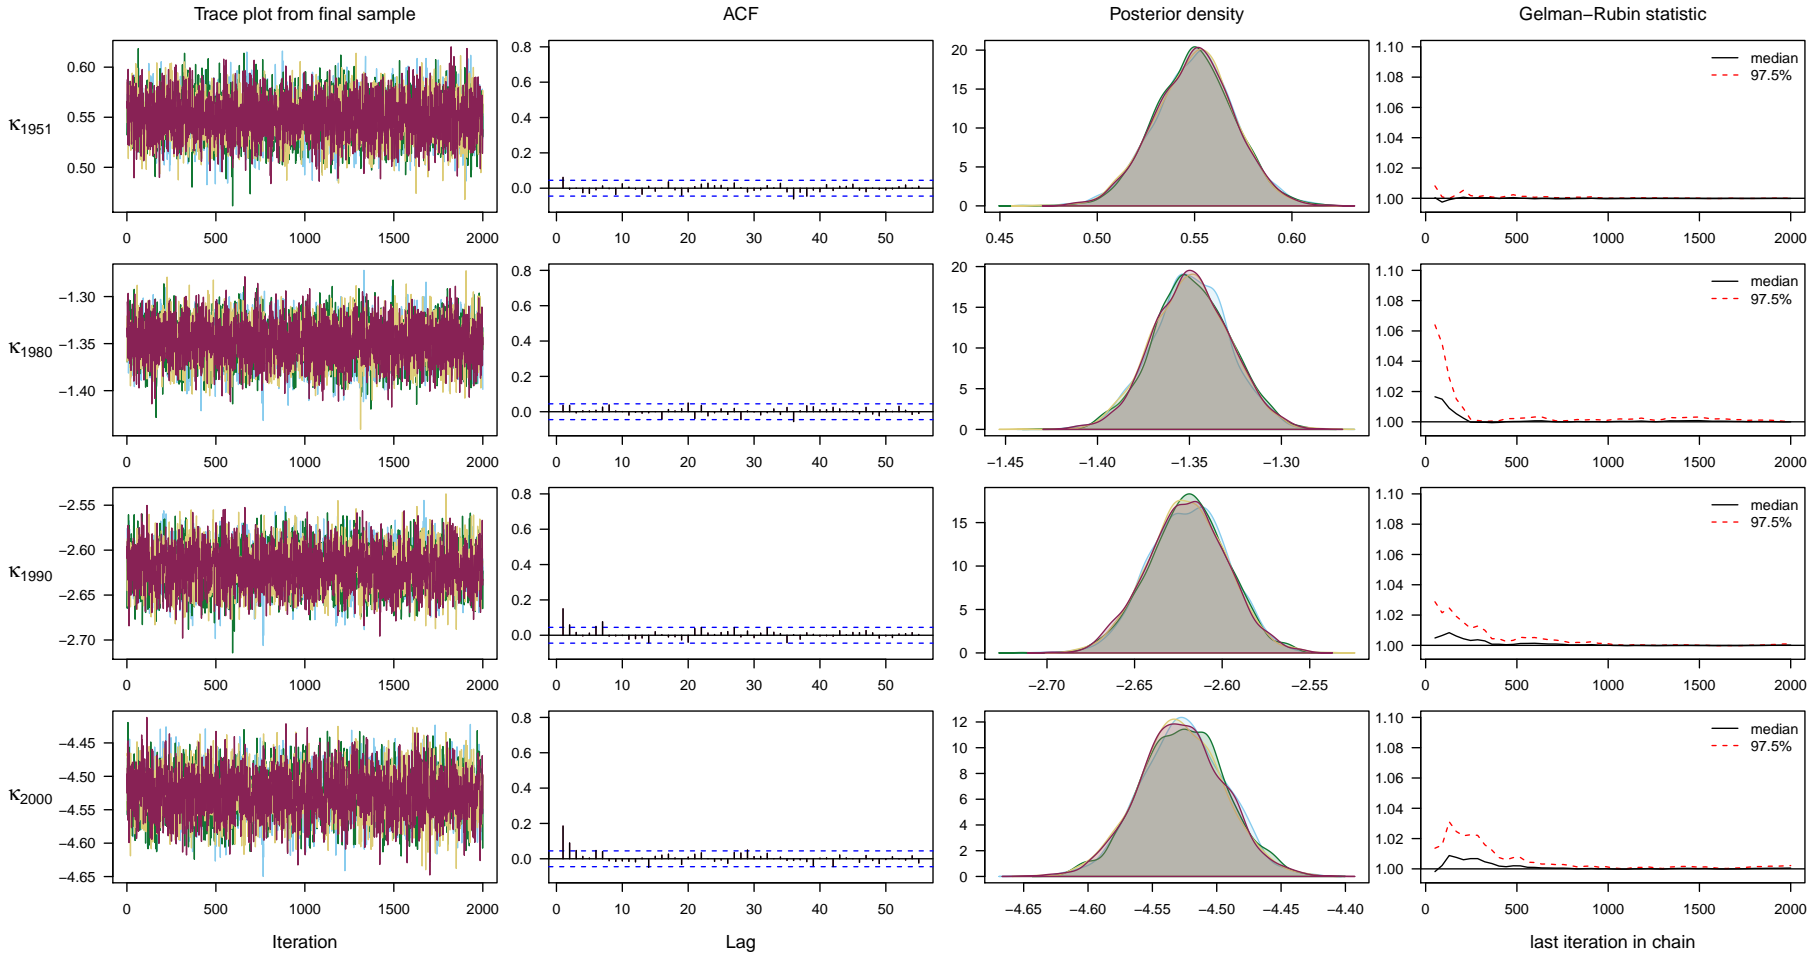 Trace plot from final sample ACF Posterior density Gelman−Rubin statistic
κ1951
0.60 0.55 0.50
0 500 1000 1500 2000
0.8 0.6 0.4 0.2 0.0
0 10 20 30 40 50
20 15 10 5 0
0.45 0.50 0.55 0.60
1.10 1.08 1.06 1.04 1.02 1.00
median
97.5%
0 500 1000 1500 2000
κ1980
−1.30 −1.35 −1.40
0 500 1000 1500 2000
0.8 0.6 0.4 0.2 0.0
0 10 20 30 40 50
20 15 10 5 0
−1.45 −1.40 −1.35 −1.30
1.10 1.08 1.06 1.04 1.02 1.00
median
97.5%
0 500 1000 1500 2000
κ1990
−2.55 −2.60 −2.65 −2.70
0 500 1000 1500 2000
0.8 0.6 0.4 0.2 0.0
0 10 20 30 40 50
15 10 5 0
−2.70 −2.65 −2.60 −2.55
1.10 1.08 1.06 1.04 1.02 1.00
median
97.5%
0 500 1000 1500 2000
κ2000
−4.45 −4.50 −4.55 −4.60 −4.65
0 500 1000 1500 2000
0.8 0.6 0.4 0.2 0.0
0 10 20 30 40 50
12 10 8 6 4 2 0
−4.65 −4.60 −4.55 −4.50 −4.45 −4.40
1.10 1.08 1.06 1.04 1.02 1.00
median
97.5%
0 500 1000 1500 2000
Iteration Lag last iteration in chain